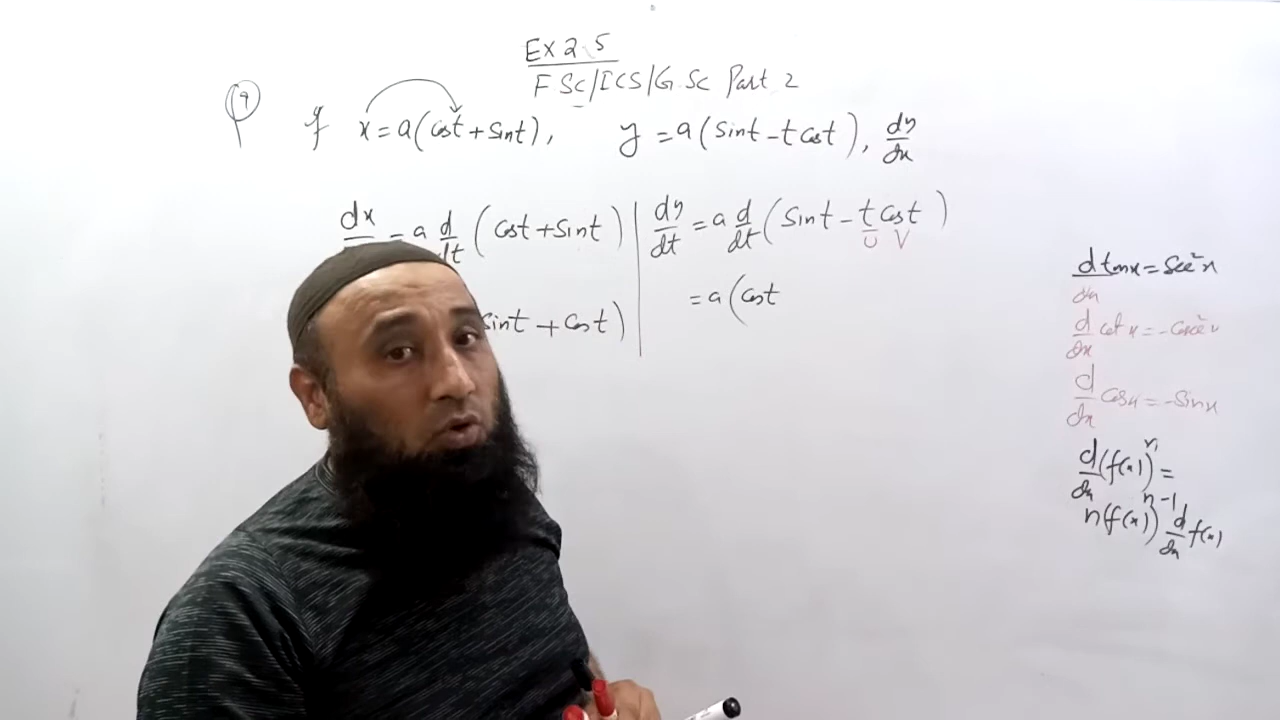 Ex 2.5
F Sc/ICS/G.Sc Part 2
9 If x = a(Cost + Sint), y = a(Sint - t Cost), dy/dx
dx = a d/dt (Cost + Sint) | dy/dt = a d/dt (Sint - t Cost)
U V
Sint + Cost) | = a(Cost
d tanx/dx = Sec²x
d/dx Cot x = -Cosec²x
d/dx Cosx = -Sinx
d/dx (f(x))ⁿ =
n(f(x))ⁿ⁻¹ d/dx f(x)